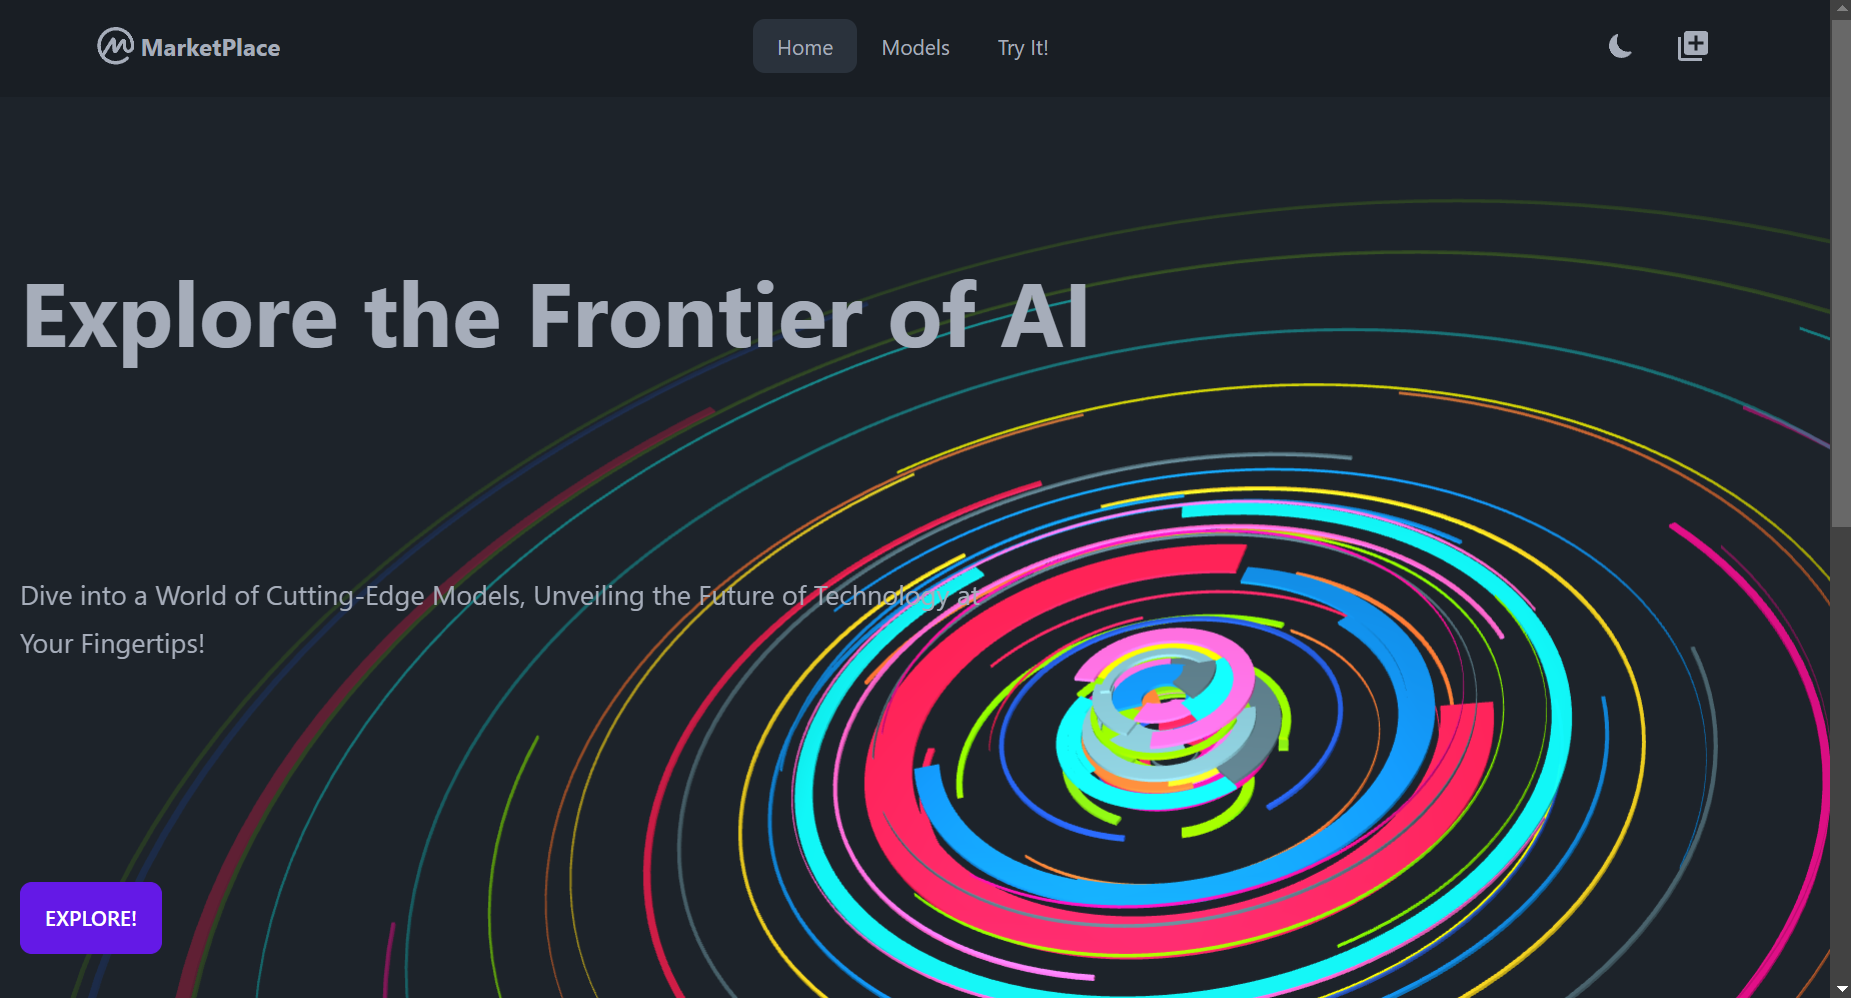 MarketPlace
Home
Models
Try It!
Explore the Frontier of AI
Dive into a World of Cutting-Edge Models, Unveiling the Future of Technology at
Your Fingertips!
EXPLORE!